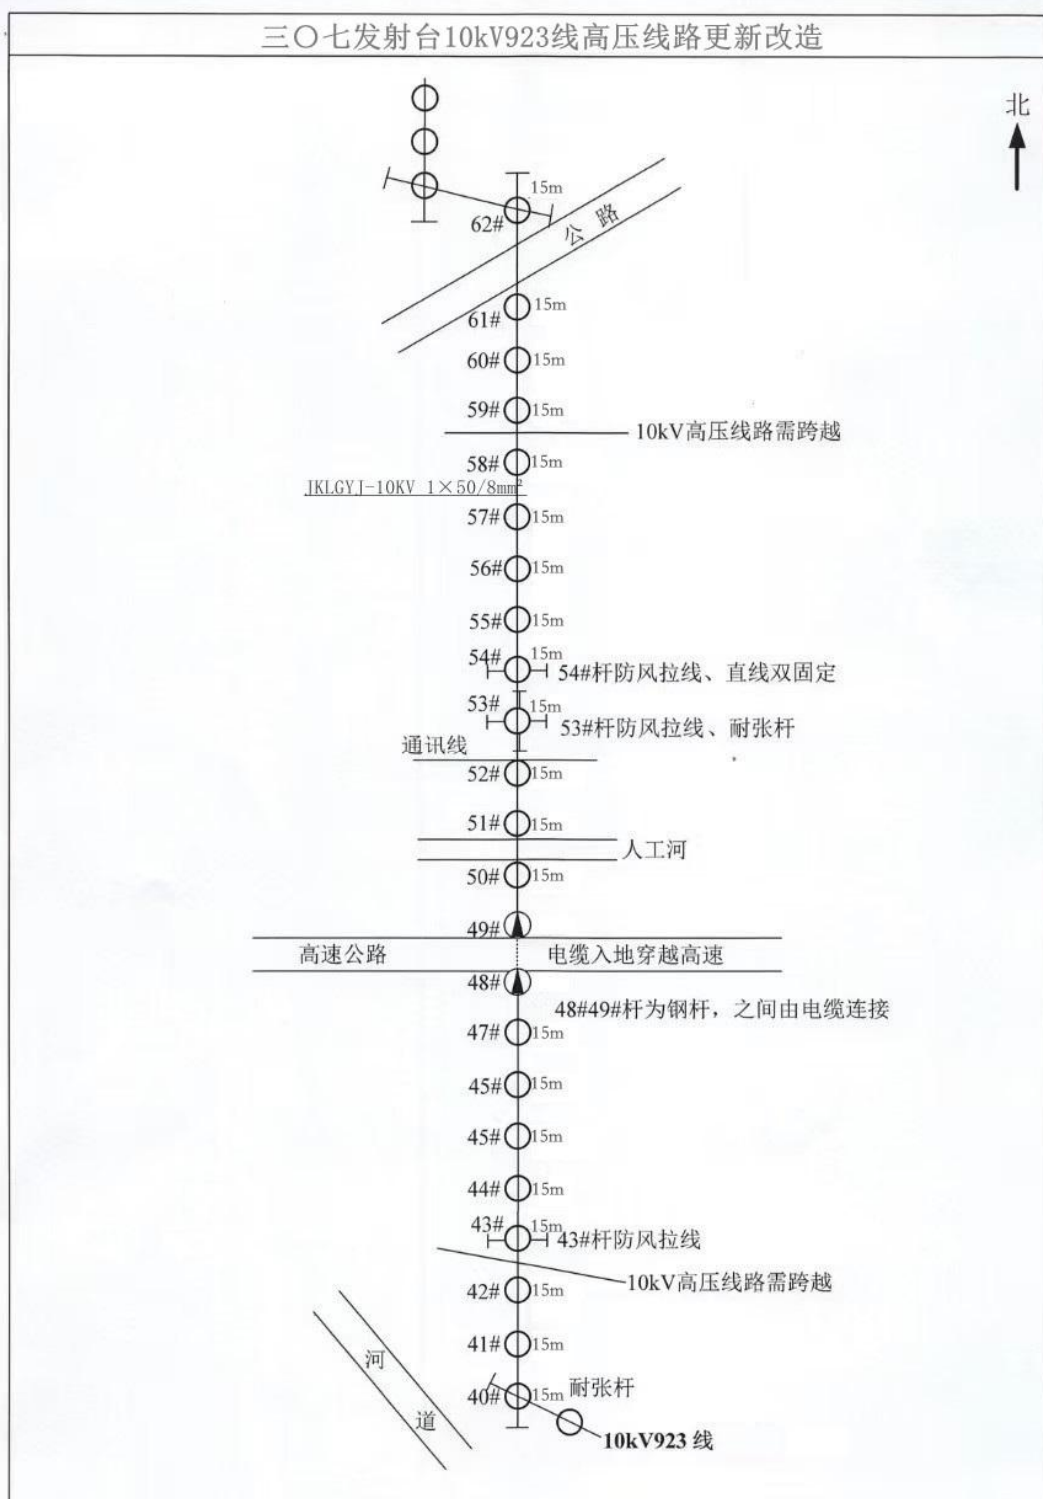 三〇七发射台10kV923线高压线路更新改造
北
15m
62#
公路
15m
61#
60# 15m
59# 15m
10kV高压线路需跨越
58# 15m
JKLGYJ-10KV 1×50/8mm²
57# 15m
56# 15m
55# 15m
54# 15m
54#杆防风拉线、直线双固定
53# 15m
53#杆防风拉线、耐张杆
通讯线
52# 15m
51# 15m
人工河
50# 15m
49#
高速公路 电缆入地穿越高速
48#
48#49#杆为钢杆，之间由电缆连接
47# 15m
45# 15m
45# 15m
44# 15m
43# 15m
43#杆防风拉线
10kV高压线路需跨越
42# 15m
41# 15m
河道
40# 15m 耐张杆
10kV923 线